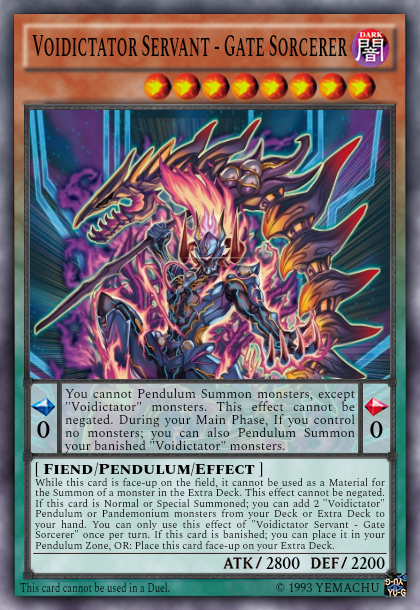 VOIDICTATOR SERVANT - GATE SORCERER
DARK
闇
You cannot Pendulum Summon monsters, except
"Voidictator" monsters. This effect cannot be
negated. During your Main Phase, If you control
no monsters; you can also Pendulum Summon
your banished "Voidictator" monsters.
0
0
[ FIEND/PENDULUM/EFFECT ]
While this card is face-up on the field, it cannot be used as a Material for
the Summon of a monster in the Extra Deck. This effect cannot be negated.
If this card is Normal or Special Summoned; you can add 2 "Voidictator"
Pendulum or Pandemonium monsters from your Deck or Extra Deck to
your hand. You can only use this effect of "Voidictator Servant - Gate
Sorcerer" once per turn. If this card is banished; you can place it in your
Pendulum Zone, OR: Place this card face-up on your Extra Deck.
ATK / 2800 DEF / 2200
This card cannot be used in a Duel.
© 1993 YEMACHU